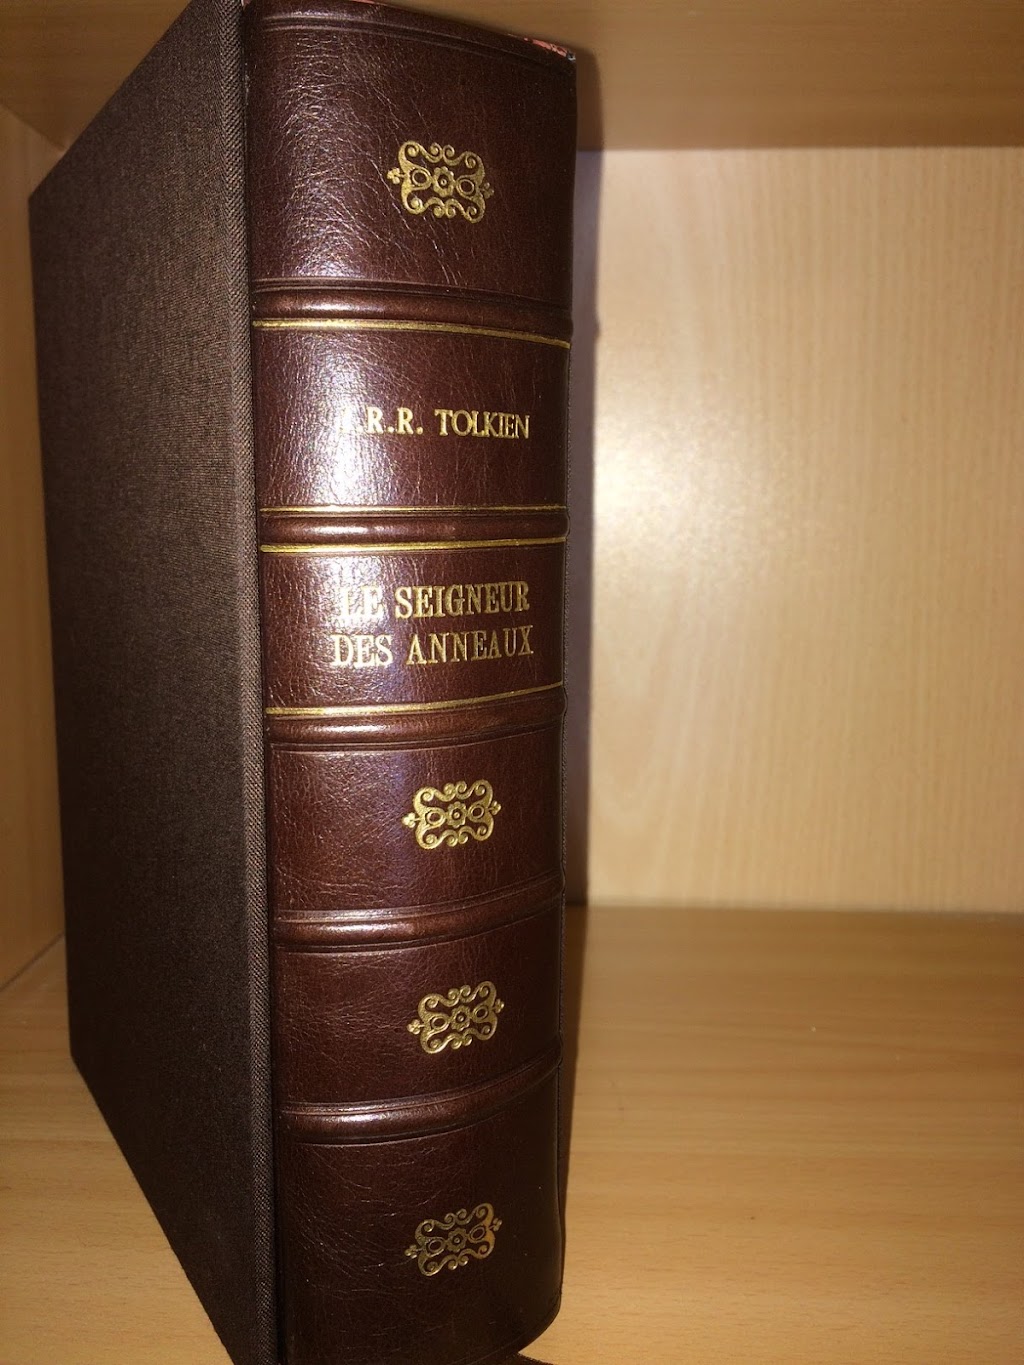 J.R.R. TOLKIEN
LE SEIGNEUR
DES ANNEAUX